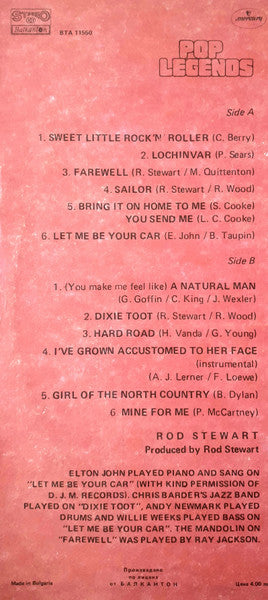 STEREO
Balkanton
BTA 11550
mercury
POP
LEGENDS
Side A
1. SWEET LITTLE ROCK'N' ROLLER (C. Berry)
2. LOCHINVAR (P. Sears)
3. FAREWELL (R. Stewart / M. Quittenton)
4. SAILOR (R. Stewart / R. Wood)
5. BRING IT ON HOME TO ME (S. Cooke)
YOU SEND ME (L. C. Cooke)
6. LET ME BE YOUR CAR (E. John / B. Taupin)
Side B
1. (You make me feel like) A NATURAL MAN
(G. Goffin / C. King / J. Wexler)
2. DIXIE TOOT (R. Stewart / R. Wood)
3. HARD ROAD (H. Vanda / G. Young)
4. I'VE GROWN ACCUSTOMED TO HER FACE
(instrumental)
(A. J. Lerner / F. Loewe)
5. GIRL OF THE NORTH COUNTRY (B. Dylan)
6. MINE FOR ME (P. McCartney)
ROD STEWART
Produced by Rod Stewart
ELTON JOHN PLAYED PIANO AND SANG ON
"LET ME BE YOUR CAR" (WITH KIND PERMISSION OF
D. J. M. RECORDS). CHRIS BARDER'S JAZZ BAND
PLAYED ON "DIXIE TOOT", ANDY NEWMARK PLAYED
DRUMS AND WILLIE WEEKS PLAYED BASS ON
"LET ME BE YOUR CAR". THE MANDOLIN ON
"FAREWELL" WAS PLAYED BY RAY JACKSON.
Произведено
по лиценз
от БАЛКАНТОН
Made in Bulgaria
Цена 4,00